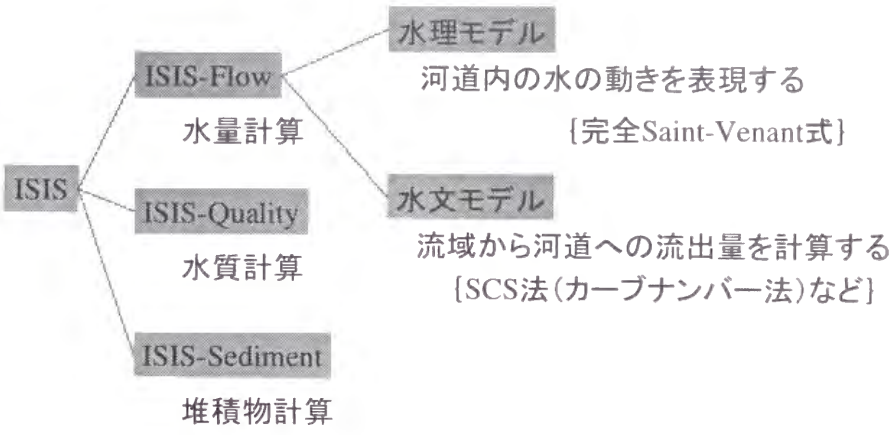 水理モデル
ISIS-Flow
河道内の水の動きを表現する
水量計算
{完全Saint-Venant式}
ISIS
水文モデル
ISIS-Quality
流域から河道への流出量を計算する
水質計算
{SCS法(カーブナンバー法)など}
ISIS-Sediment
堆積物計算